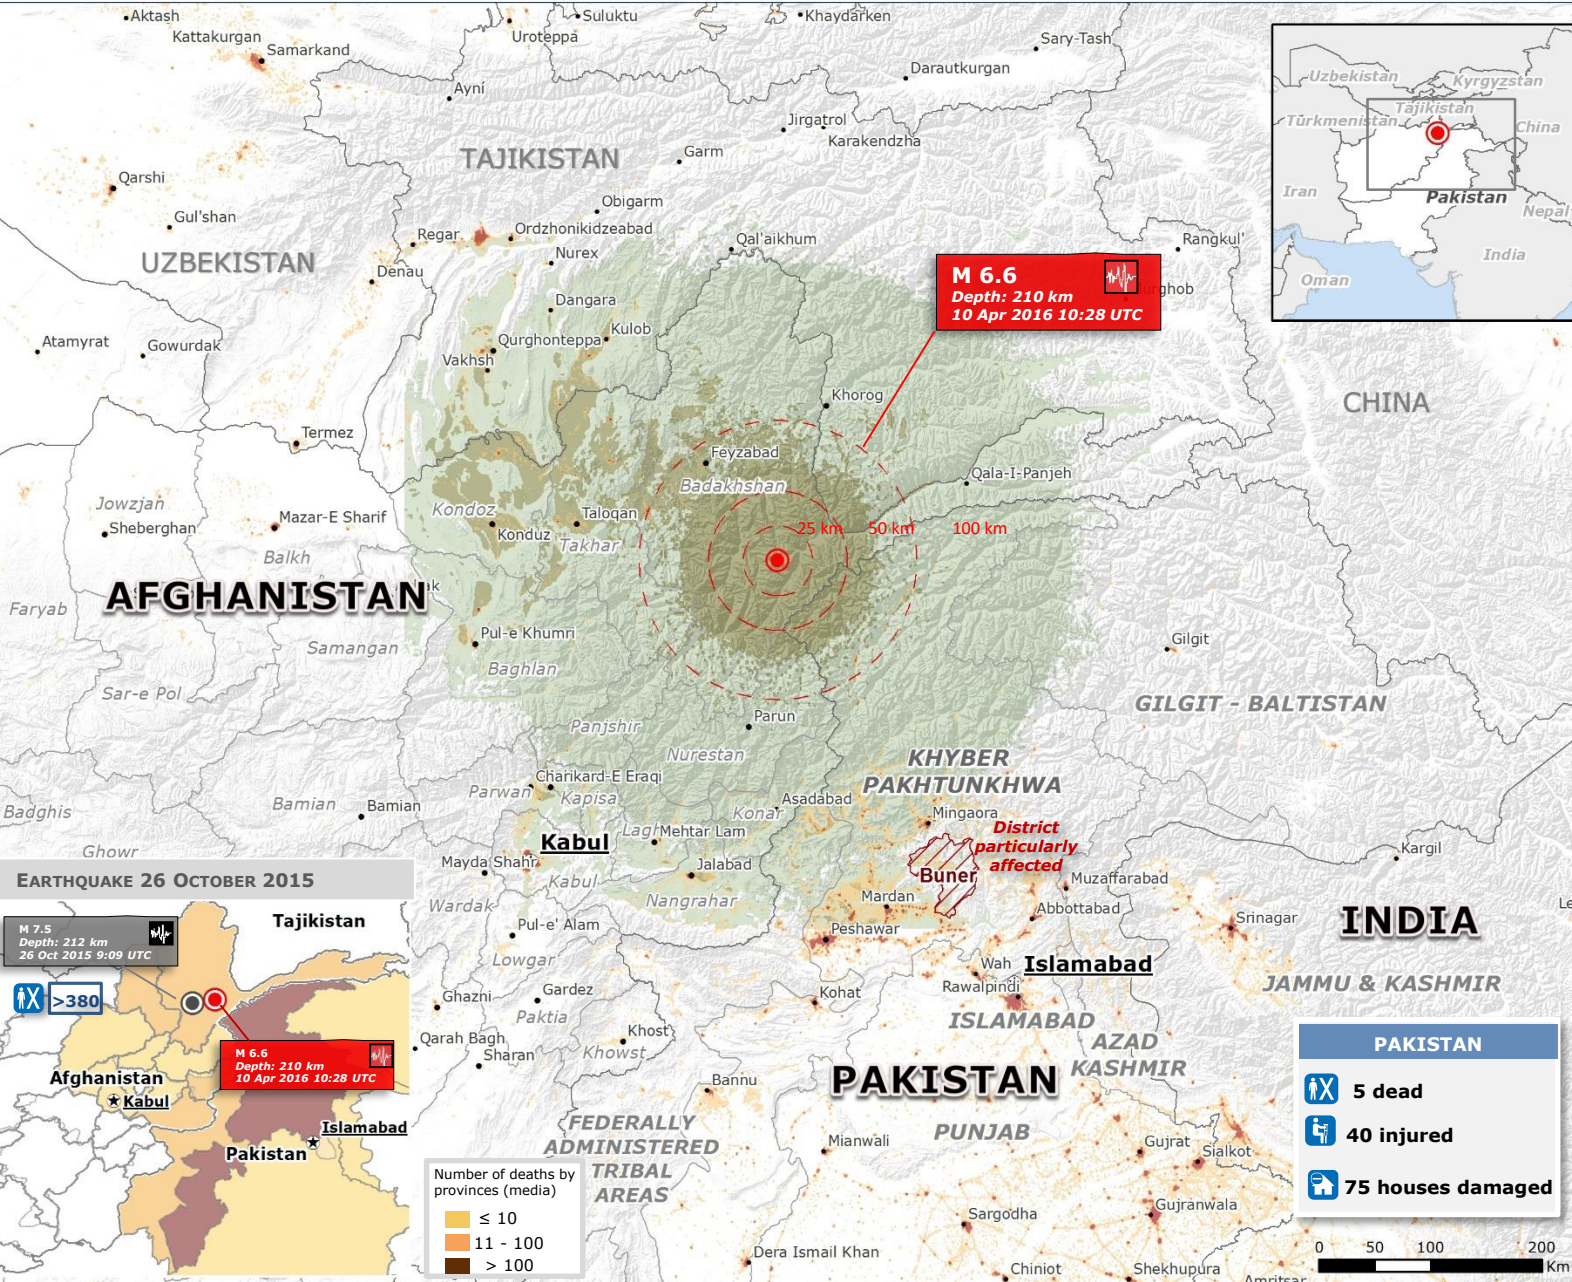 Aktash
Suluktu
Khaydarken
Kattakurgan
Uroteppa
Sary-Tash
Samarkand
Darautkurgan
Ayni
Jirgatrol
Karakendzha
TAJIKISTAN
Garm
Qarshi
Obigarm
Gul'shan
Regar
Ordzhonikidzeabad
Qal'aikhum
Rangkul'
UZBEKISTAN
Nurex
Denau
Dangara
Kulob
Qurghonteppa
Atamyrat
Gowurdak
Vakhsh
M 6.6
Depth: 210 km
10 Apr 2016 10:28 UTC
Uzbekistan
Kyrgyzstan
Tajikistan
Turkmenistan
China
Iran
Pakistan
Nepal
India
Oman
Khorog
CHINA
Termez
Feyzabad
Qala-I-Panjeh
Badakhshan
Jowzjan
Kondoz
Sheberghan
Mazar-E Sharif
Taloqan
Konduz
Takhar
25 km
50 km
100 km
Balkh
AFGHANISTAN
Faryab
Pul-e Khumri
Gilgit
Samangan
Baghlan
Sar-e Pol
GILGIT - BALTISTAN
Parun
Panjshir
Nurestan
KHYBER
PAKHTUNKHWA
Charikard-E Eraqi
Parwan
Kapisa
Asadabad
Konar
Badghis
Bamian
Bamian
Mingaora
District
particularly
affected
Kabul
Mehtar Lam
Ghowr
Mayda Shahr
Jalabad
Buner
Kargil
Kabul
Muzaffarabad
Wardak
Nangrahar
Mardan
Abbottabad
Srinagar
Pul-e' Alam
Peshawar
INDIA
Lowgar
Wah
Islamabad
Rawalpindi
JAMMU & KASHMIR
Ghazni
Gardez
Kohat
Paktia
ISLAMABAD
AZAD
KASHMIR
Qarah Bagh
Khost
Sharan
Khowst
PAKISTAN
Bannu
FEDERALLY
ADMINISTERED
TRIBAL
AREAS
Mianwali
PUNJAB
Gujrat
Sialkot
Gujranwala
Sargodha
Dera Ismail Khan
Chiniot
Shekhupura
Amritsar
EARTHQUAKE 26 OCTOBER 2015
Tajikistan
M 7.5
Depth: 212 km
26 Oct 2015 9:09 UTC
>380
M 6.6
Depth: 210 km
10 Apr 2016 10:28 UTC
Afghanistan
Kabul
Islamabad
Pakistan
Number of deaths by
provinces (media)
≤ 10
11 - 100
> 100
PAKISTAN
5 dead
40 injured
75 houses damaged
0 50 100 200
Km